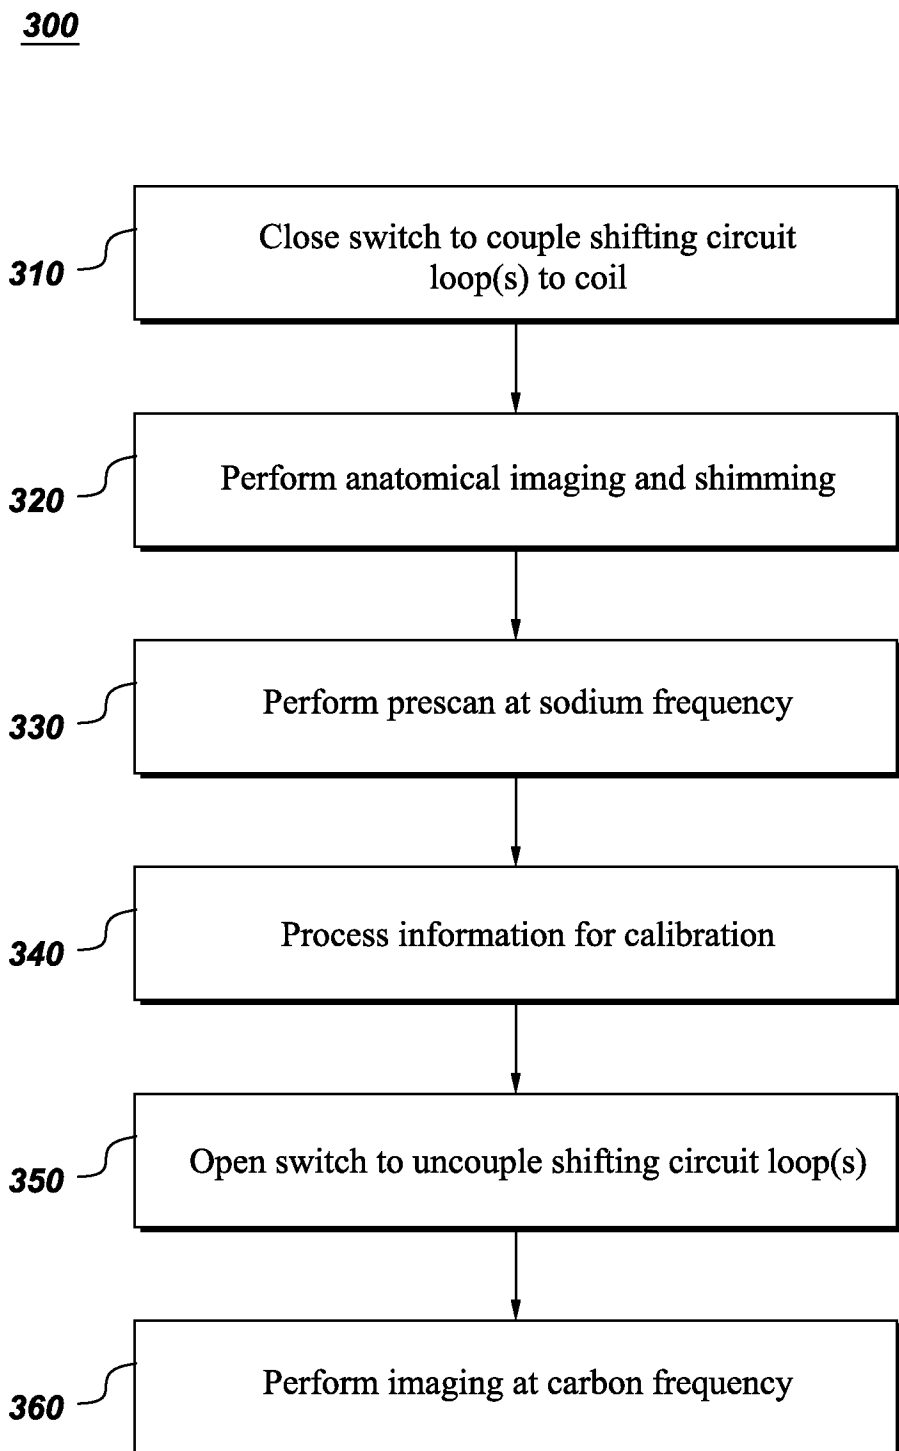 300
Close switch to couple shifting circuit
loop(s) to coil
310
Perform anatomical imaging and shimming
320
Perform prescan at sodium frequency
330
Process information for calibration
340
Open switch to uncouple shifting circuit loop(s)
350
Perform imaging at carbon frequency
360